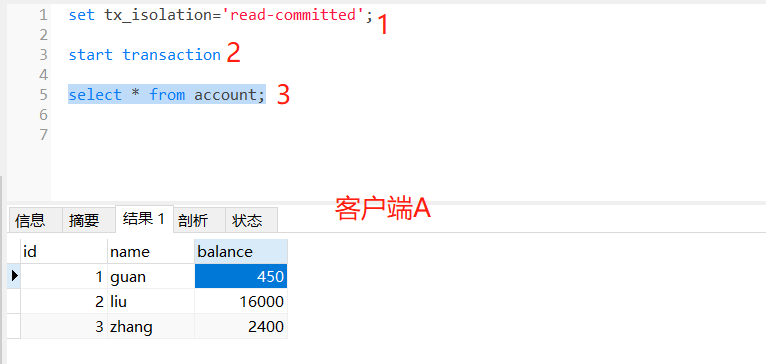 1 set tx_isolation='read-committed'; 1
2
3 start transaction 2
4
5 select * from account; 3
6
7
客户端A
信息 摘要 结果 1 剖析 状态
id name balance
1 guan 450
2 liu 16000
3 zhang 2400